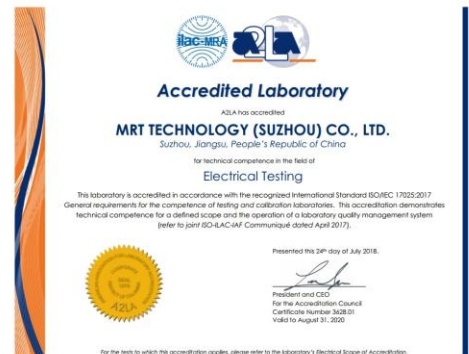 ilac-MRA
A2LA
Accredited Laboratory
A2LA has accredited
MRT TECHNOLOGY (SUZHOU) CO., LTD.
Suzhou, Jiangsu, People's Republic of China
for technical competence in the field of
Electrical Testing
This laboratory is accredited in accordance with the recognized International Standard ISO/IEC 17025:2017
General requirements for the competence of testing and calibration laboratories. This accreditation demonstrates
technical competence for a defined scope and the operation of a laboratory quality management system
(refer to joint ISO-ILAC-IAF Communiqué dated April 2017).
Presented this 24th day of July 2018.
President and CEO
For the Accreditation Council
Certificate Number 3628.01
Valid to August 31, 2020
A2LA
For the tests to which this accreditation applies, please refer to the laboratory's Electrical Scope of Accreditation.